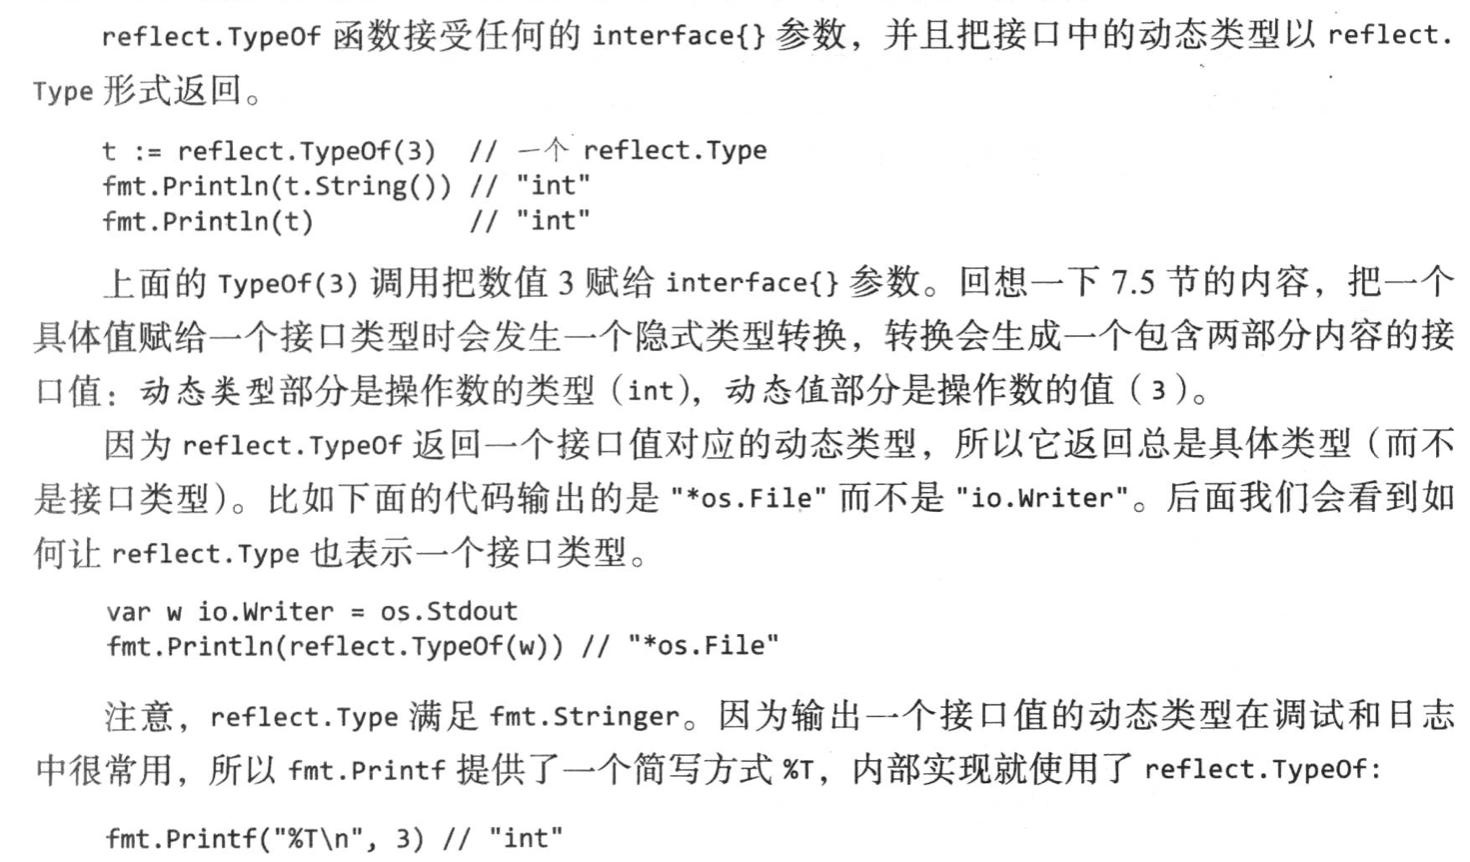 reflect.TypeOf 函数接受任何的 interface{} 参数，并且把接口中的动态类型以 reflect.
Type 形式返回。
t := reflect.TypeOf(3)  // 一个 reflect.Type
fmt.Println(t.String()) // "int"
fmt.Println(t)          // "int"
上面的 TypeOf(3) 调用把数值 3 赋给 interface{} 参数。回想一下 7.5 节的内容，把一个
具体值赋给一个接口类型时会发生一个隐式类型转换，转换会生成一个包含两部分内容的接
口值：动态类型部分是操作数的类型（int），动态值部分是操作数的值（3）。
因为 reflect.TypeOf 返回一个接口值对应的动态类型，所以它返回总是具体类型（而不
是接口类型）。比如下面的代码输出的是 "*os.File" 而不是 "io.Writer"。后面我们会看到如
何让 reflect.Type 也表示一个接口类型。
var w io.Writer = os.Stdout
fmt.Println(reflect.TypeOf(w)) // "*os.File"
注意，reflect.Type 满足 fmt.Stringer。因为输出一个接口值的动态类型在调试和日志
中很常用，所以 fmt.Printf 提供了一个简写方式 %T，内部实现就使用了 reflect.TypeOf:
fmt.Printf("%T\n", 3) // "int"